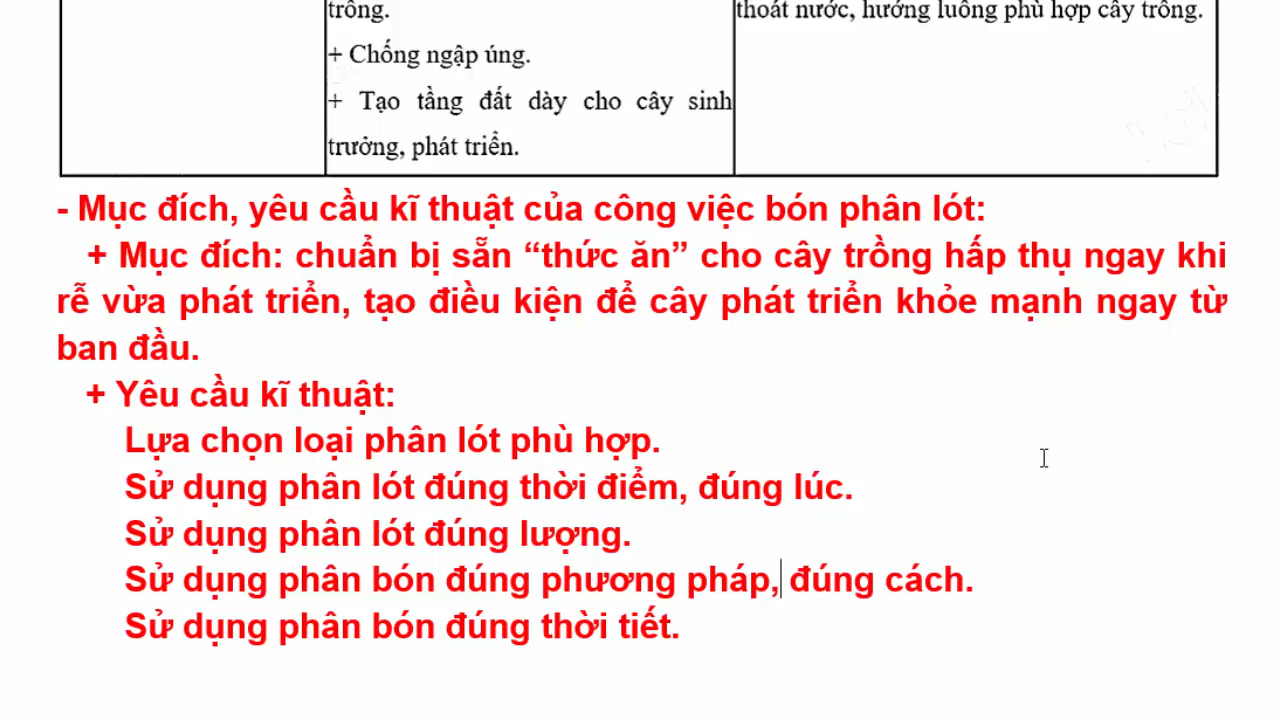 trồng.
thoát nước, hướng luống phù hợp cây trồng.
+ Chống ngập úng.
+ Tạo tầng đất dày cho cây sinh
trưởng, phát triển.
- Mục đích, yêu cầu kĩ thuật của công việc bón phân lót:
+ Mục đích: chuẩn bị sẵn “thức ăn” cho cây trồng hấp thụ ngay khi
rễ vừa phát triển, tạo điều kiện để cây phát triển khỏe mạnh ngay từ
ban đầu.
+ Yêu cầu kĩ thuật:
Lựa chọn loại phân lót phù hợp.
Sử dụng phân lót đúng thời điểm, đúng lúc.
Sử dụng phân lót đúng lượng.
Sử dụng phân bón đúng phương pháp, đúng cách.
Sử dụng phân bón đúng thời tiết.